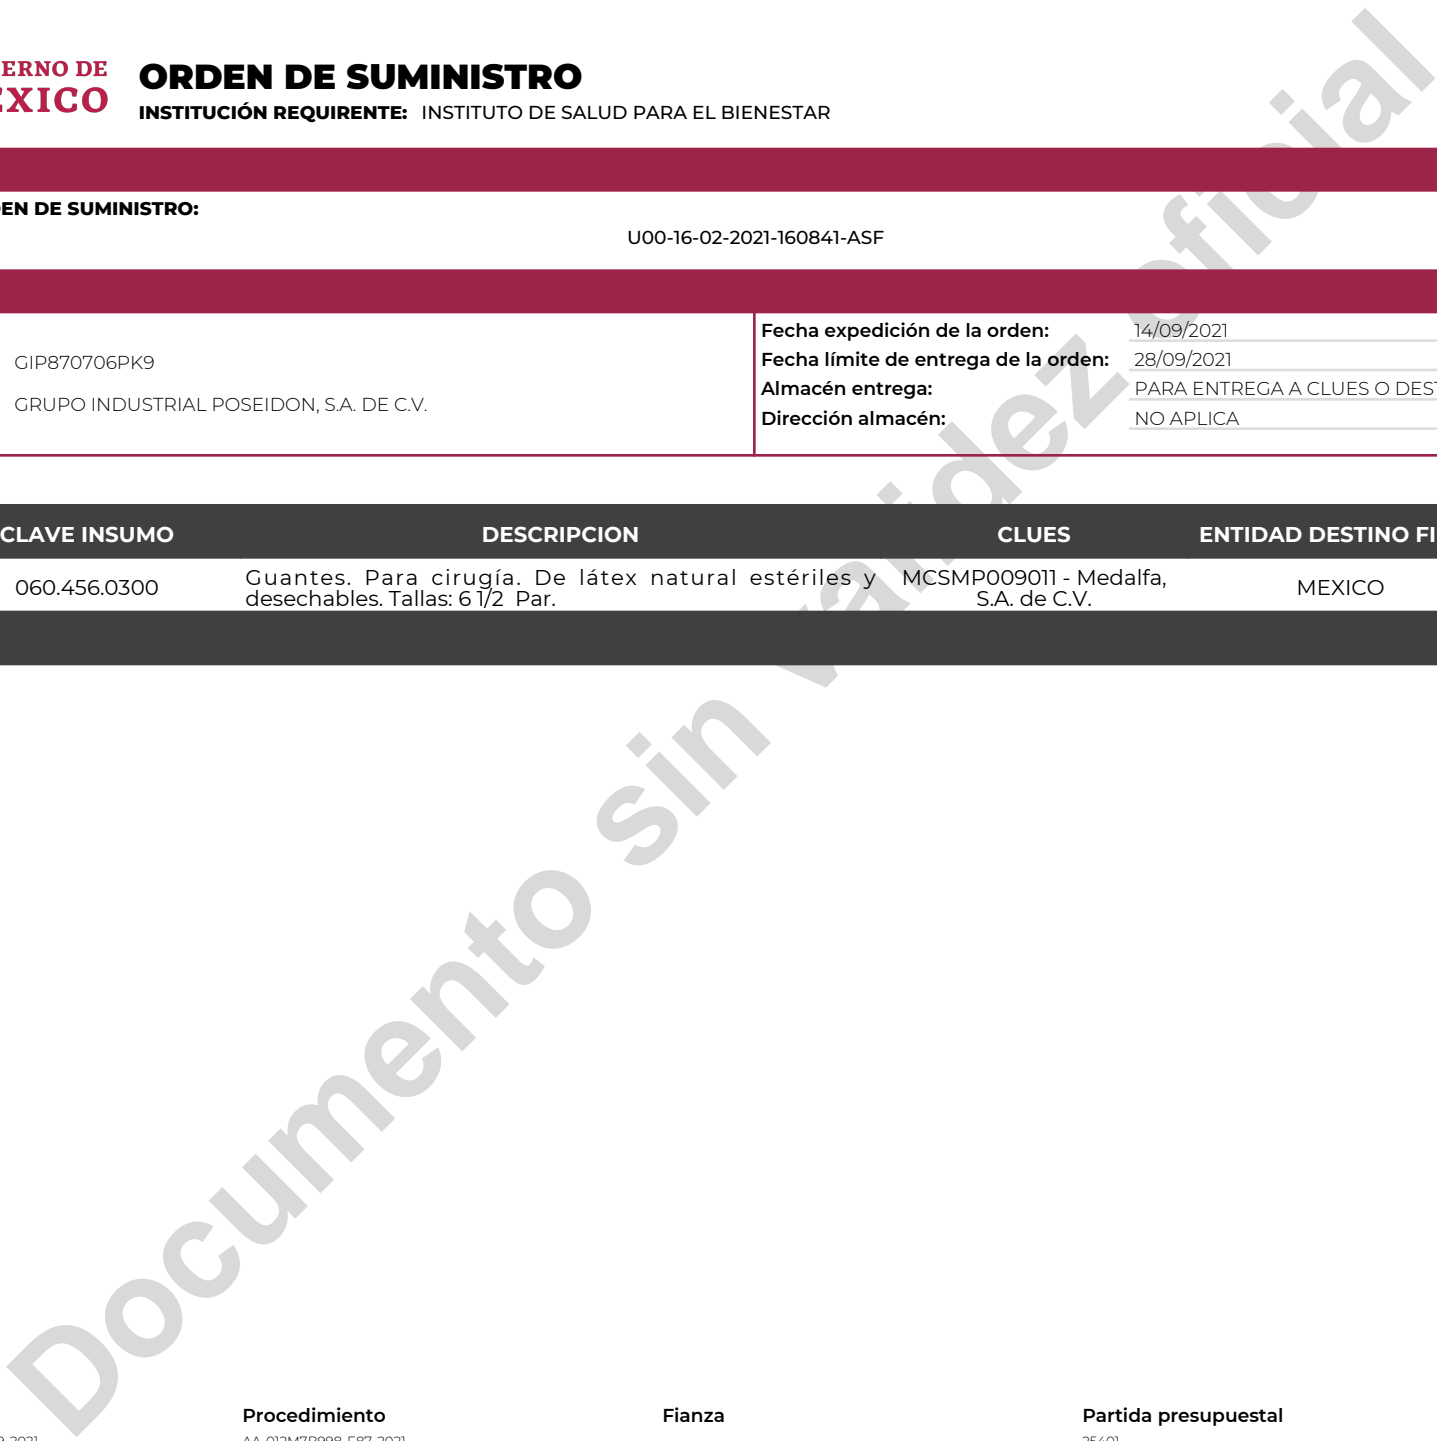 ERNO DE
EXICO
ORDEN DE SUMINISTRO
INSTITUCIÓN REQUIRENTE: INSTITUTO DE SALUD PARA EL BIENESTAR
EN DE SUMINISTRO:
U00-16-02-2021-160841-ASF
GIP870706PK9
GRUPO INDUSTRIAL POSEIDON, S.A. DE C.V.
Fecha expedición de la orden: 14/09/2021
Fecha límite de entrega de la orden: 28/09/2021
Almacén entrega: PARA ENTREGA A CLUES O DEST
Dirección almacén: NO APLICA
CLAVE INSUMO DESCRIPCION CLUES ENTIDAD DESTINO FI
060.456.0300
Guantes. Para cirugía. De látex natural estériles y
desechables. Tallas: 6 1/2 Par.
MCSMP009011 - Medalfa,
S.A. de C.V.
MEXICO
Documento sin validez oficial
Procedimiento Fianza Partida presupuestal